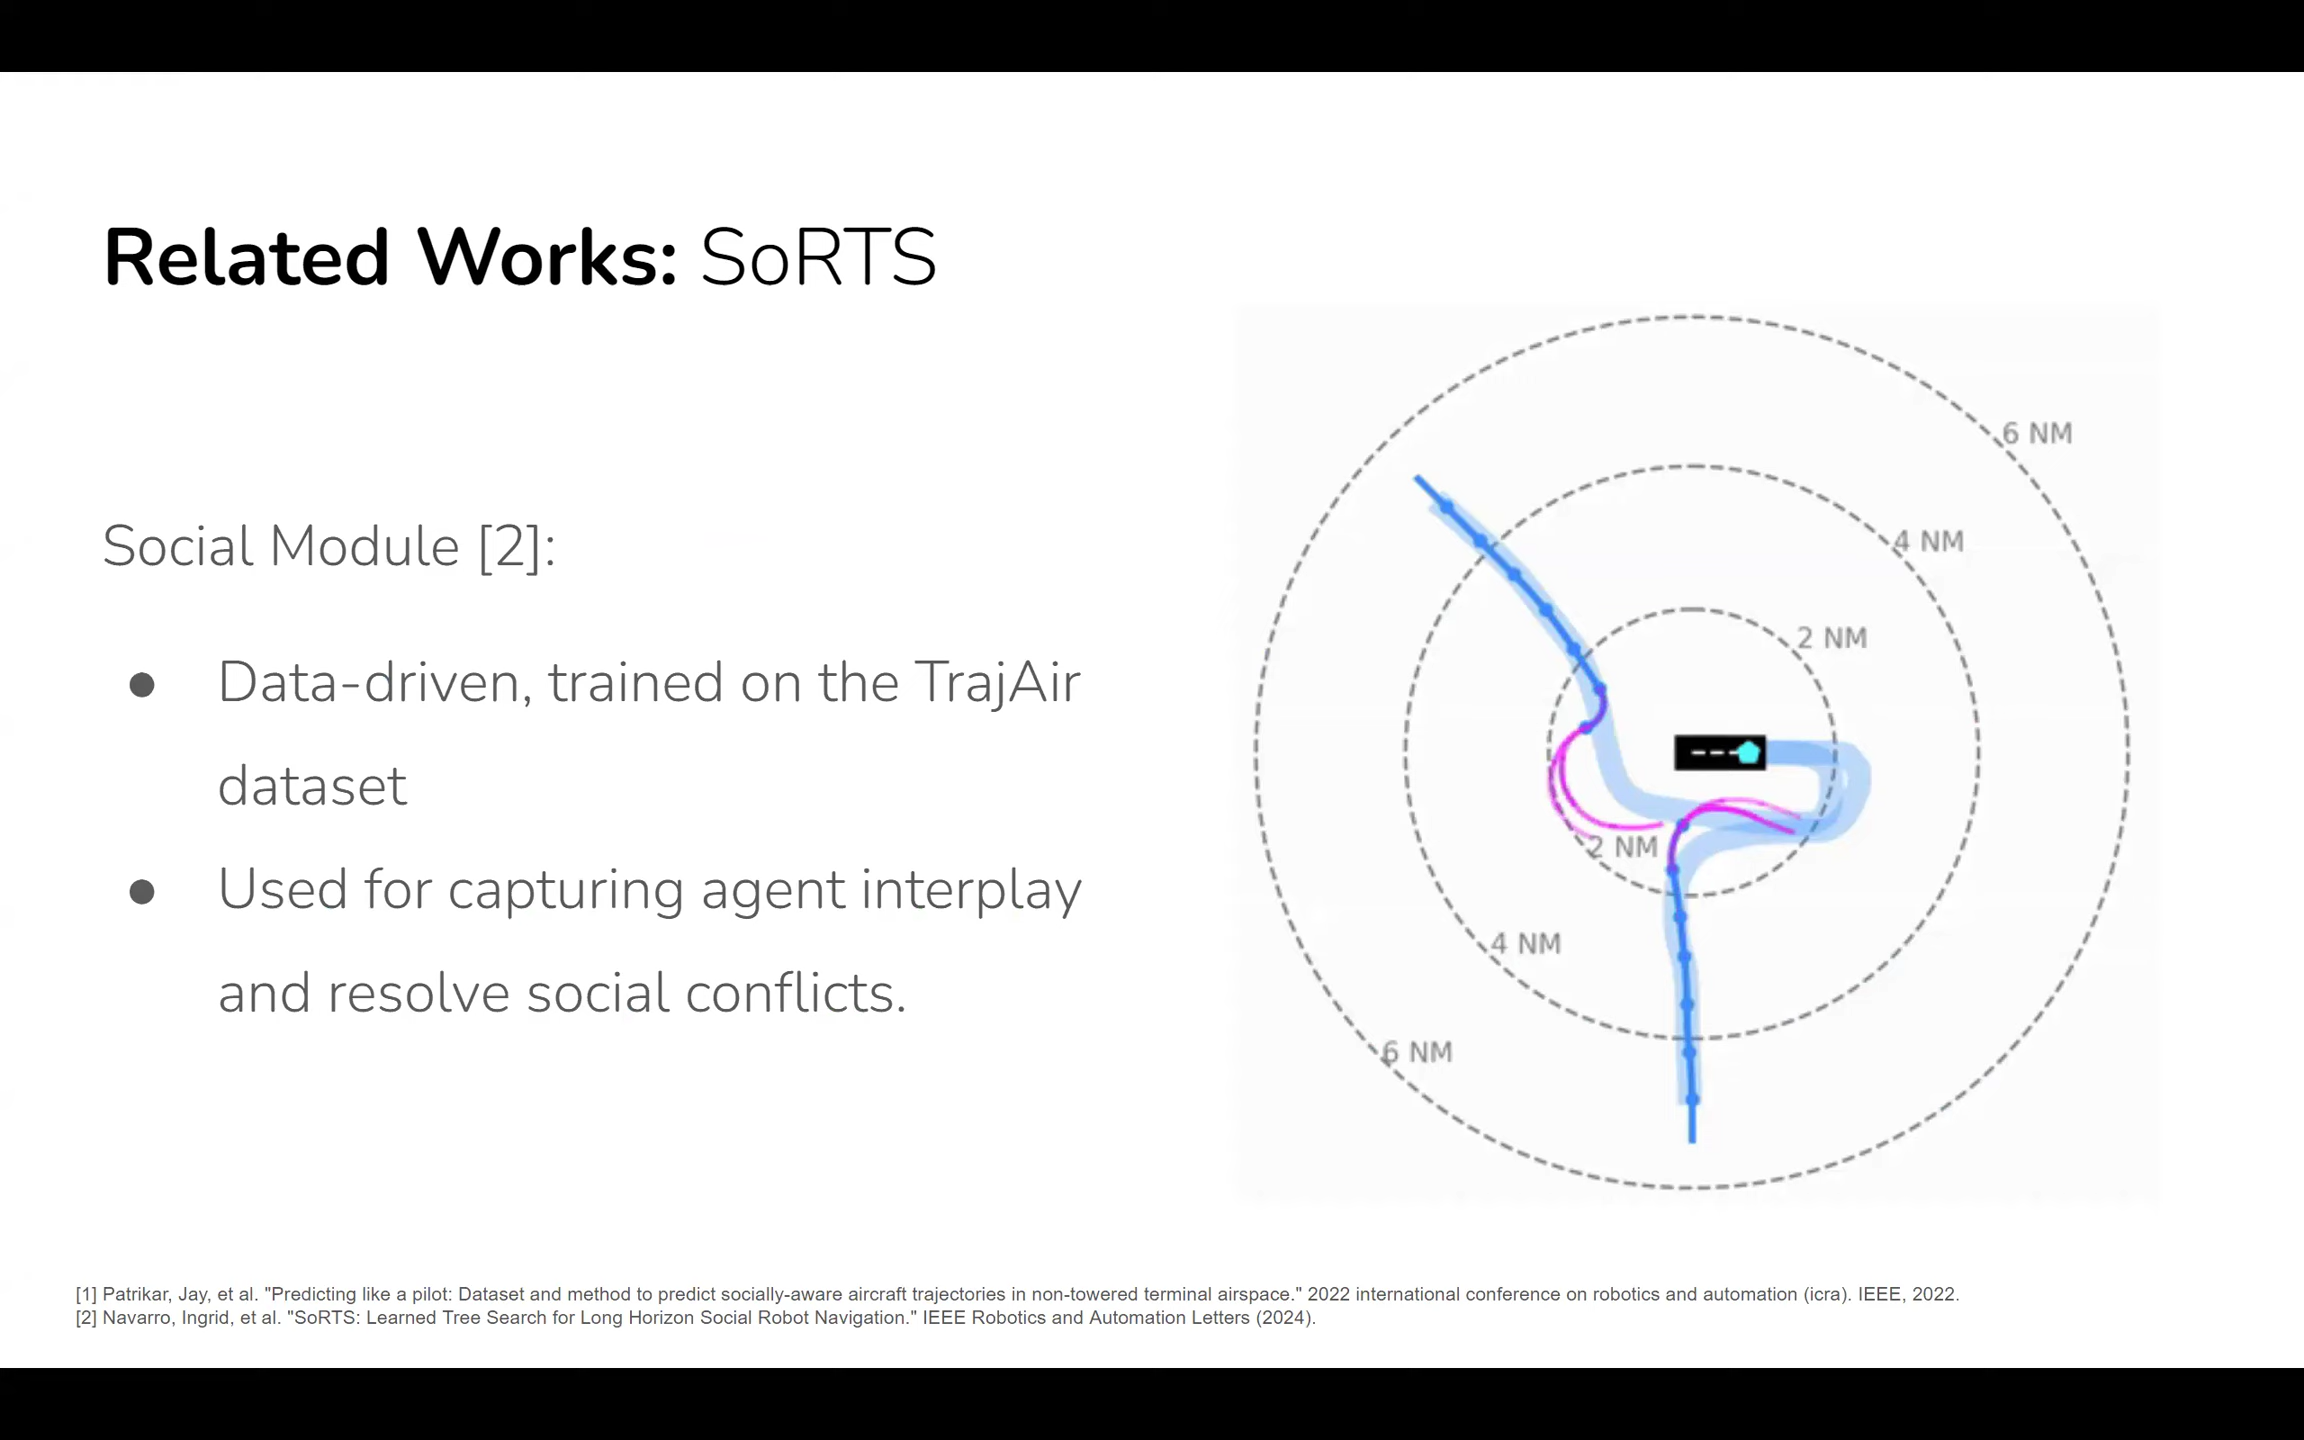 Related Works: SoRTS
Social Module [2]:
● Data-driven, trained on the TrajAir
dataset
● Used for capturing agent interplay
and resolve social conflicts.
6 NM
4 NM
2 NM
2 NM
4 NM
6 NM
[1] Patrikar, Jay, et al. "Predicting like a pilot: Dataset and method to predict socially-aware aircraft trajectories in non-towered terminal airspace." 2022 international conference on robotics and automation (icra). IEEE, 2022.
[2] Navarro, Ingrid, et al. "SoRTS: Learned Tree Search for Long Horizon Social Robot Navigation." IEEE Robotics and Automation Letters (2024).